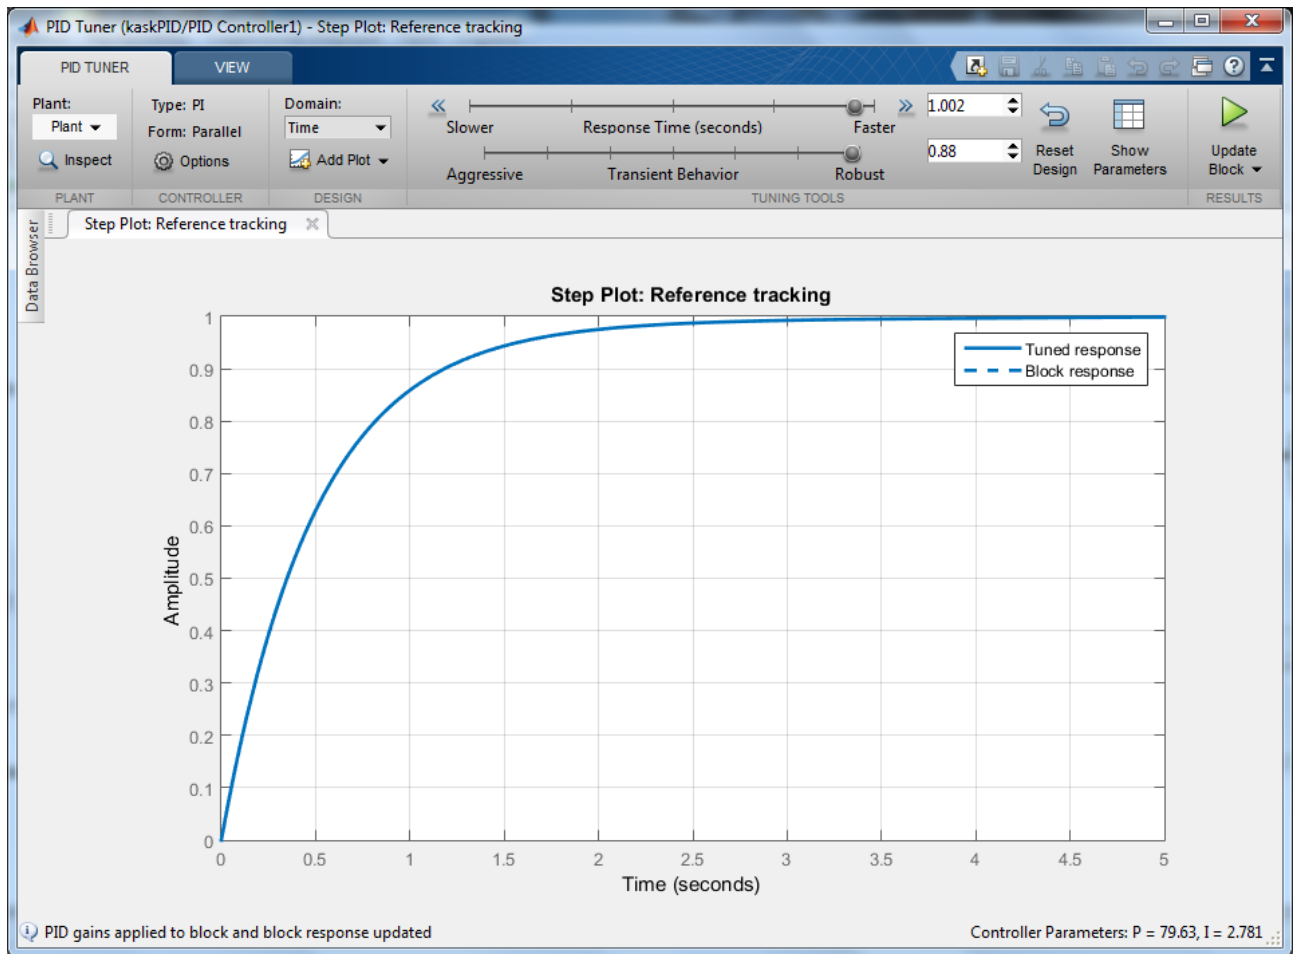 PID Tuner (kaskPID/PID Controller1) - Step Plot: Reference tracking
PID TUNER
VIEW
Plant:
Plant
Inspect
PLANT
Type: PI
Form: Parallel
Options
CONTROLLER
Domain:
Time
Add Plot
DESIGN
Slower
Response Time (seconds)
Faster
1.002
Aggressive
Transient Behavior
Robust
0.88
Reset
Design
Show
Parameters
TUNING TOOLS
Update
Block
RESULTS
Data Browser
Step Plot: Reference tracking
Step Plot: Reference tracking
Tuned response
Block response
Amplitude
1
0.9
0.8
0.7
0.6
0.5
0.4
0.3
0.2
0.1
0
0 0.5 1 1.5 2 2.5 3 3.5 4 4.5 5
Time (seconds)
PID gains applied to block and block response updated
Controller Parameters: P = 79.63, I = 2.781